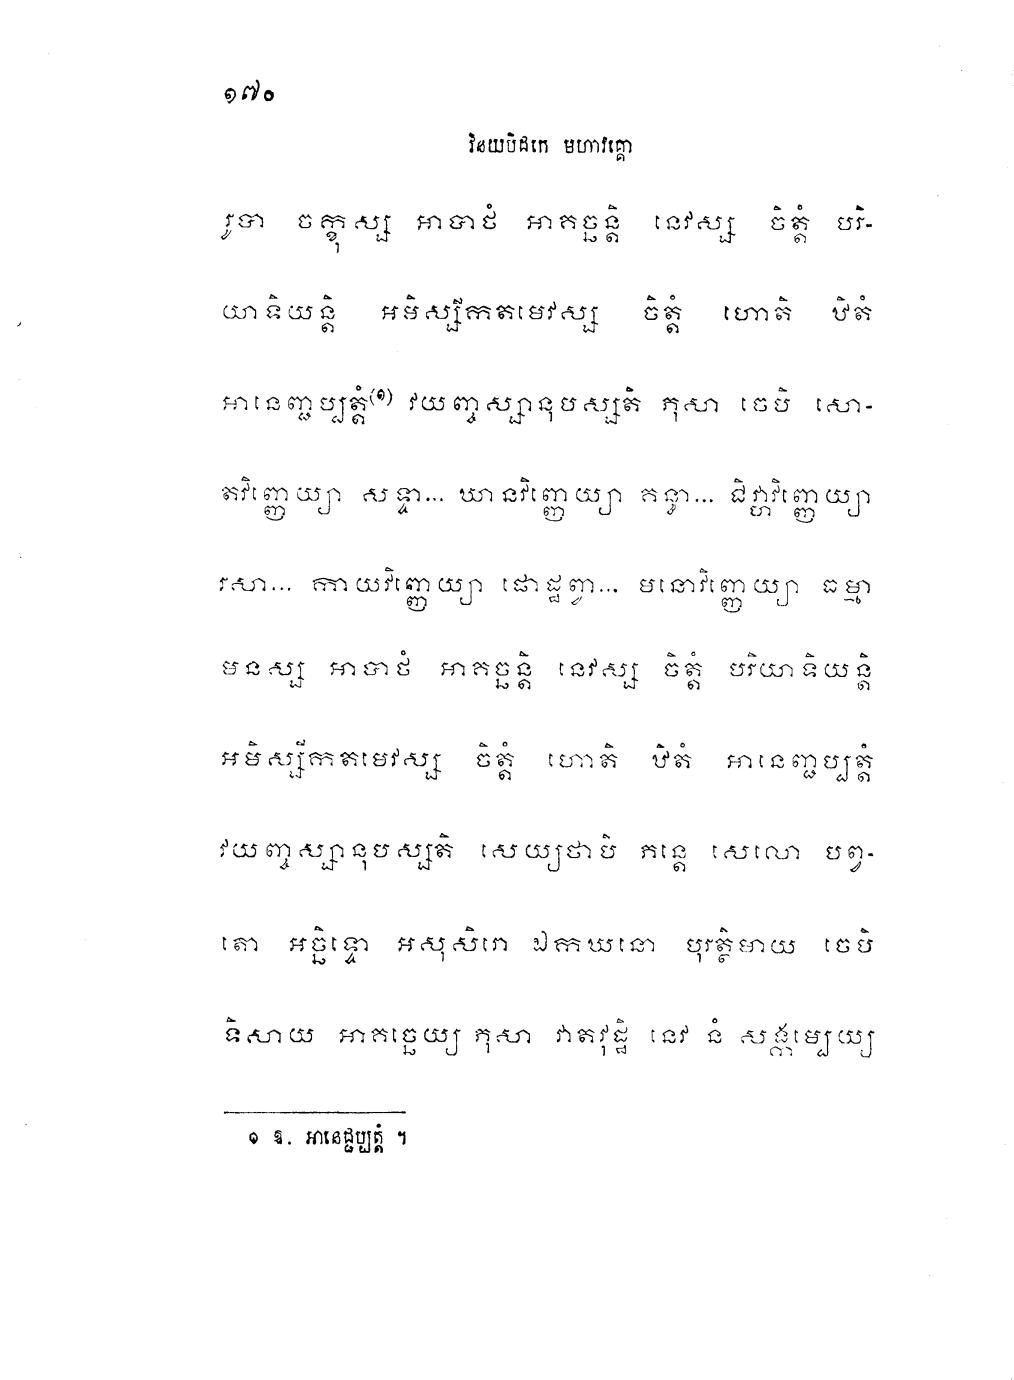 ១៧០
វិនយបិដកេ មហាវគ្គោ
រូបា ចក្ខុស្ស អាបាថំ អាគច្ឆន្តិ នេវស្ស ចិត្តំ បរិ-
យាទិយន្តិ អមិស្សីកតមេវស្ស ចិត្តំ ហោតិ ឋិតំ
អានេញ្ជប្បត្តំ(១) វយញ្ចស្សានុបស្សតិ ភុសា ចេបិ សោ-
តវិញ្ញេយ្យា សទ្ទា... ឃានវិញ្ញេយ្យា គន្ធា... ជិវ្ហាវិញ្ញេយ្យា
រសា... កាយវិញ្ញេយ្យា ផោដ្ឋព្វា... មនោវិញ្ញេយ្យា ធម្មា
មនស្ស អាបាថំ អាគច្ឆន្តិ នេវស្ស ចិត្តំ បរិយាទិយន្តិ
អមិស្សីកតមេវស្ស ចិត្តំ ហោតិ ឋិតំ អានេញ្ជប្បត្តំ
វយញ្ចស្សានុបស្សតិ សេយ្យថាបិ ភន្តេ សេលោ បព្វ-
តោ អច្ឆិទ្ទោ អសុសិរោ ឯកឃនោ បុរត្ថិមាយ ចេបិ
ទិសាយ អាគច្ឆេយ្យ ភុសា វាតវុដ្ឋិ នេវ នំ សង្កម្បេយ្យ
១ ឱ. អានេដ្ជប្បត្តំ ។